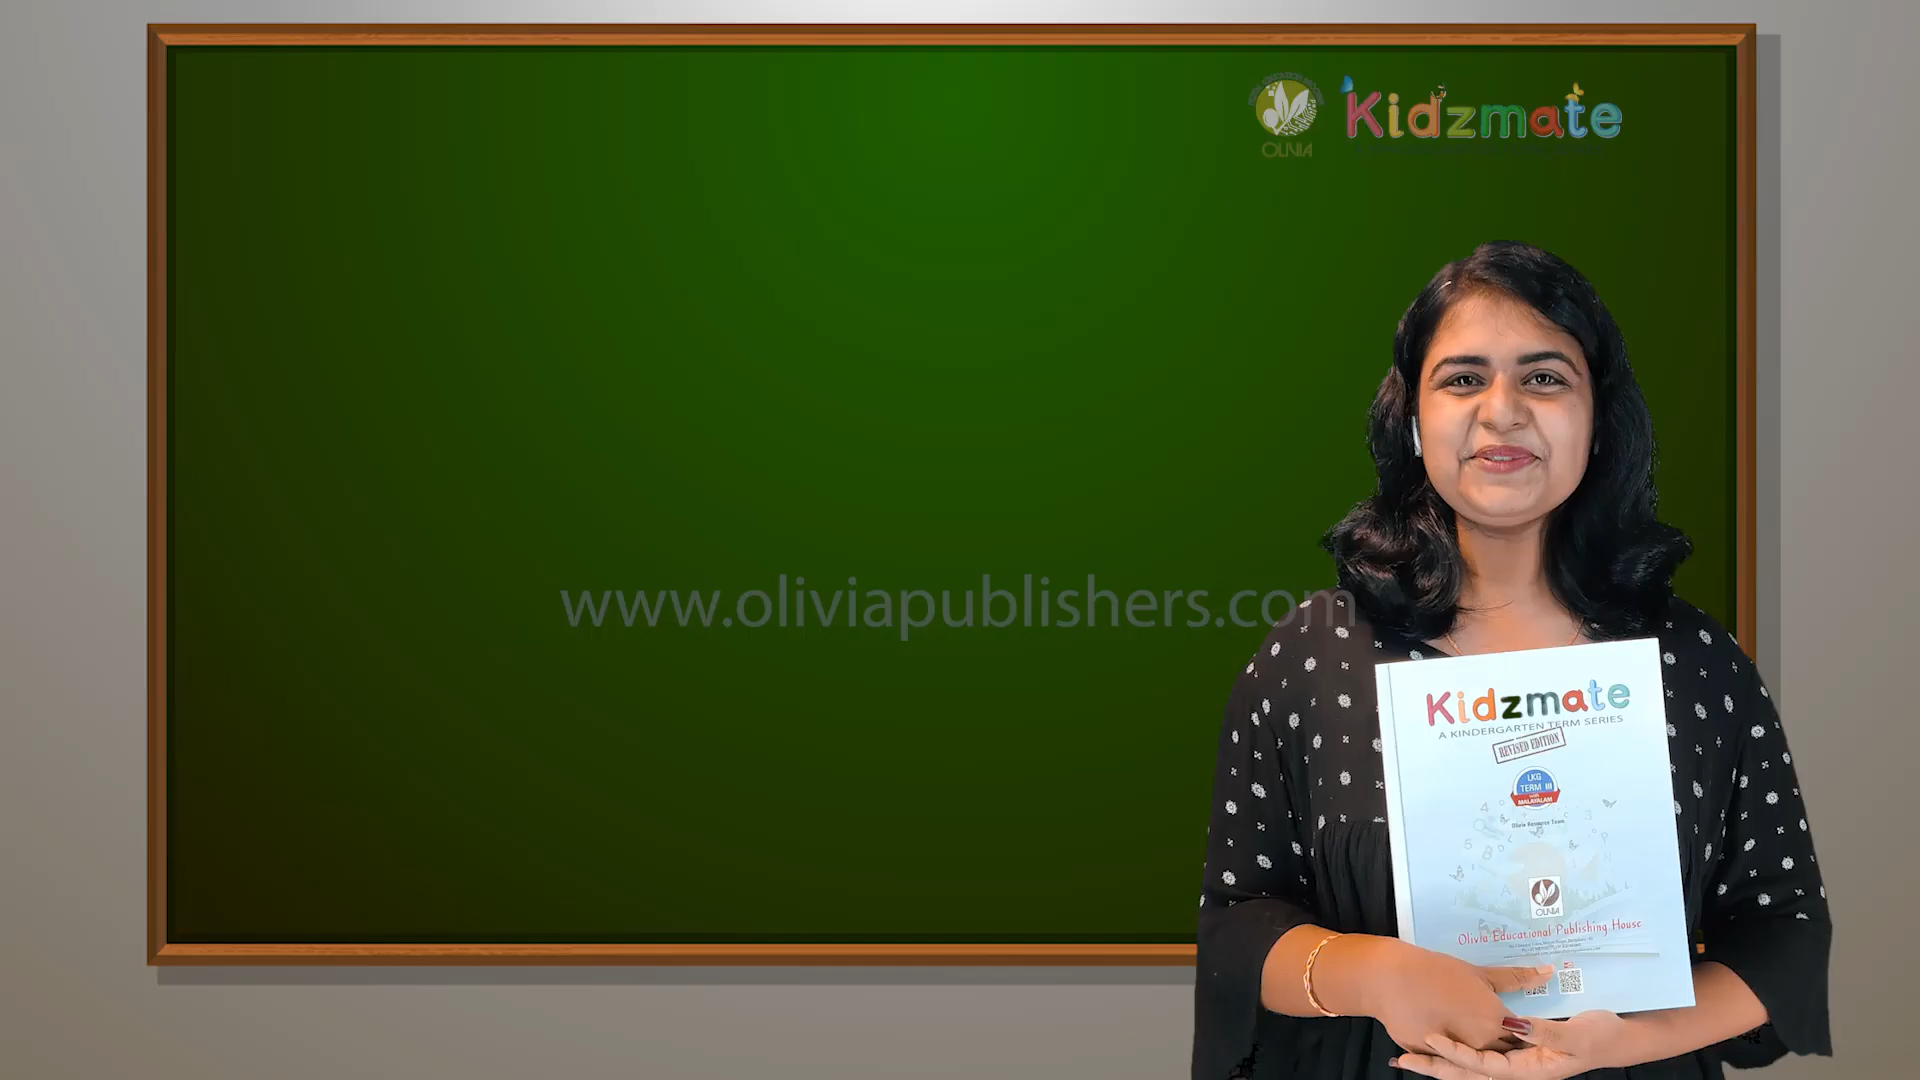 OLIVIA
Kidzmate
www.oliviapublishers.com
Kidzmate
A KINDERGARTEN TERM SERIES
REVISED EDITION
LKG
TERM III
with
MALAYALAM
Olivia Resource Team
OLIVIA
Olivia Educational Publishing House